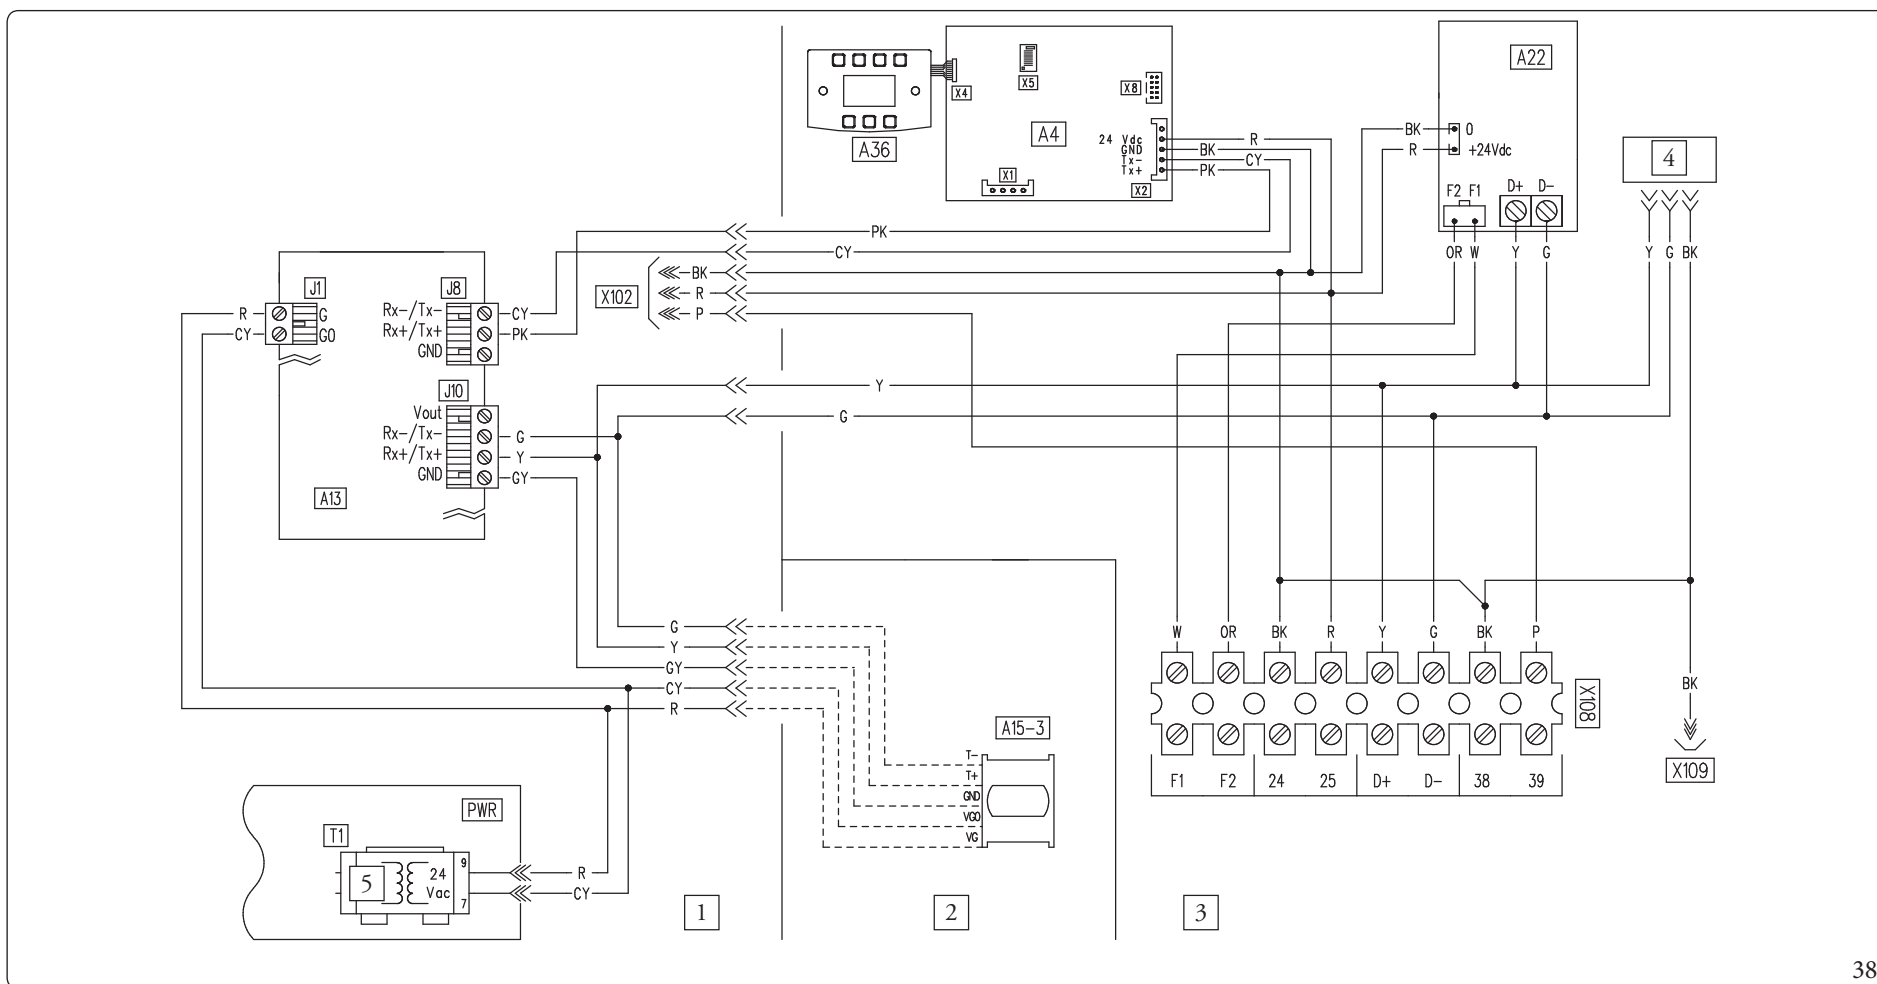 A22
X5
X4
X8
A4
A36
4
24 Vdc
GND
Tx-
Tx+
R
BK
CY
PK
BK
0
R
+24Vdc
X1
X2
F2 F1
D+
D-
PK
CY
OR
W
Y
G
Y
G
BK
J1
J8
X102
BK
R
P
R
G
CY
G0
Rx-/Tx-
Rx+/Tx+
GND
CY
PK
J10
Y
G
Vout
Rx-/Tx-
Rx+/Tx+
GND
G
Y
GY
A13
G
Y
GY
CY
R
W
OR
BK
R
Y
G
BK
P
BK
X108
A15-3
T-
T+
GND
VG0
VG
F1
F2
24
25
D+
D-
38
39
X109
PWR
T1
5
24
Vac
9
7
R
CY
1
2
3
38